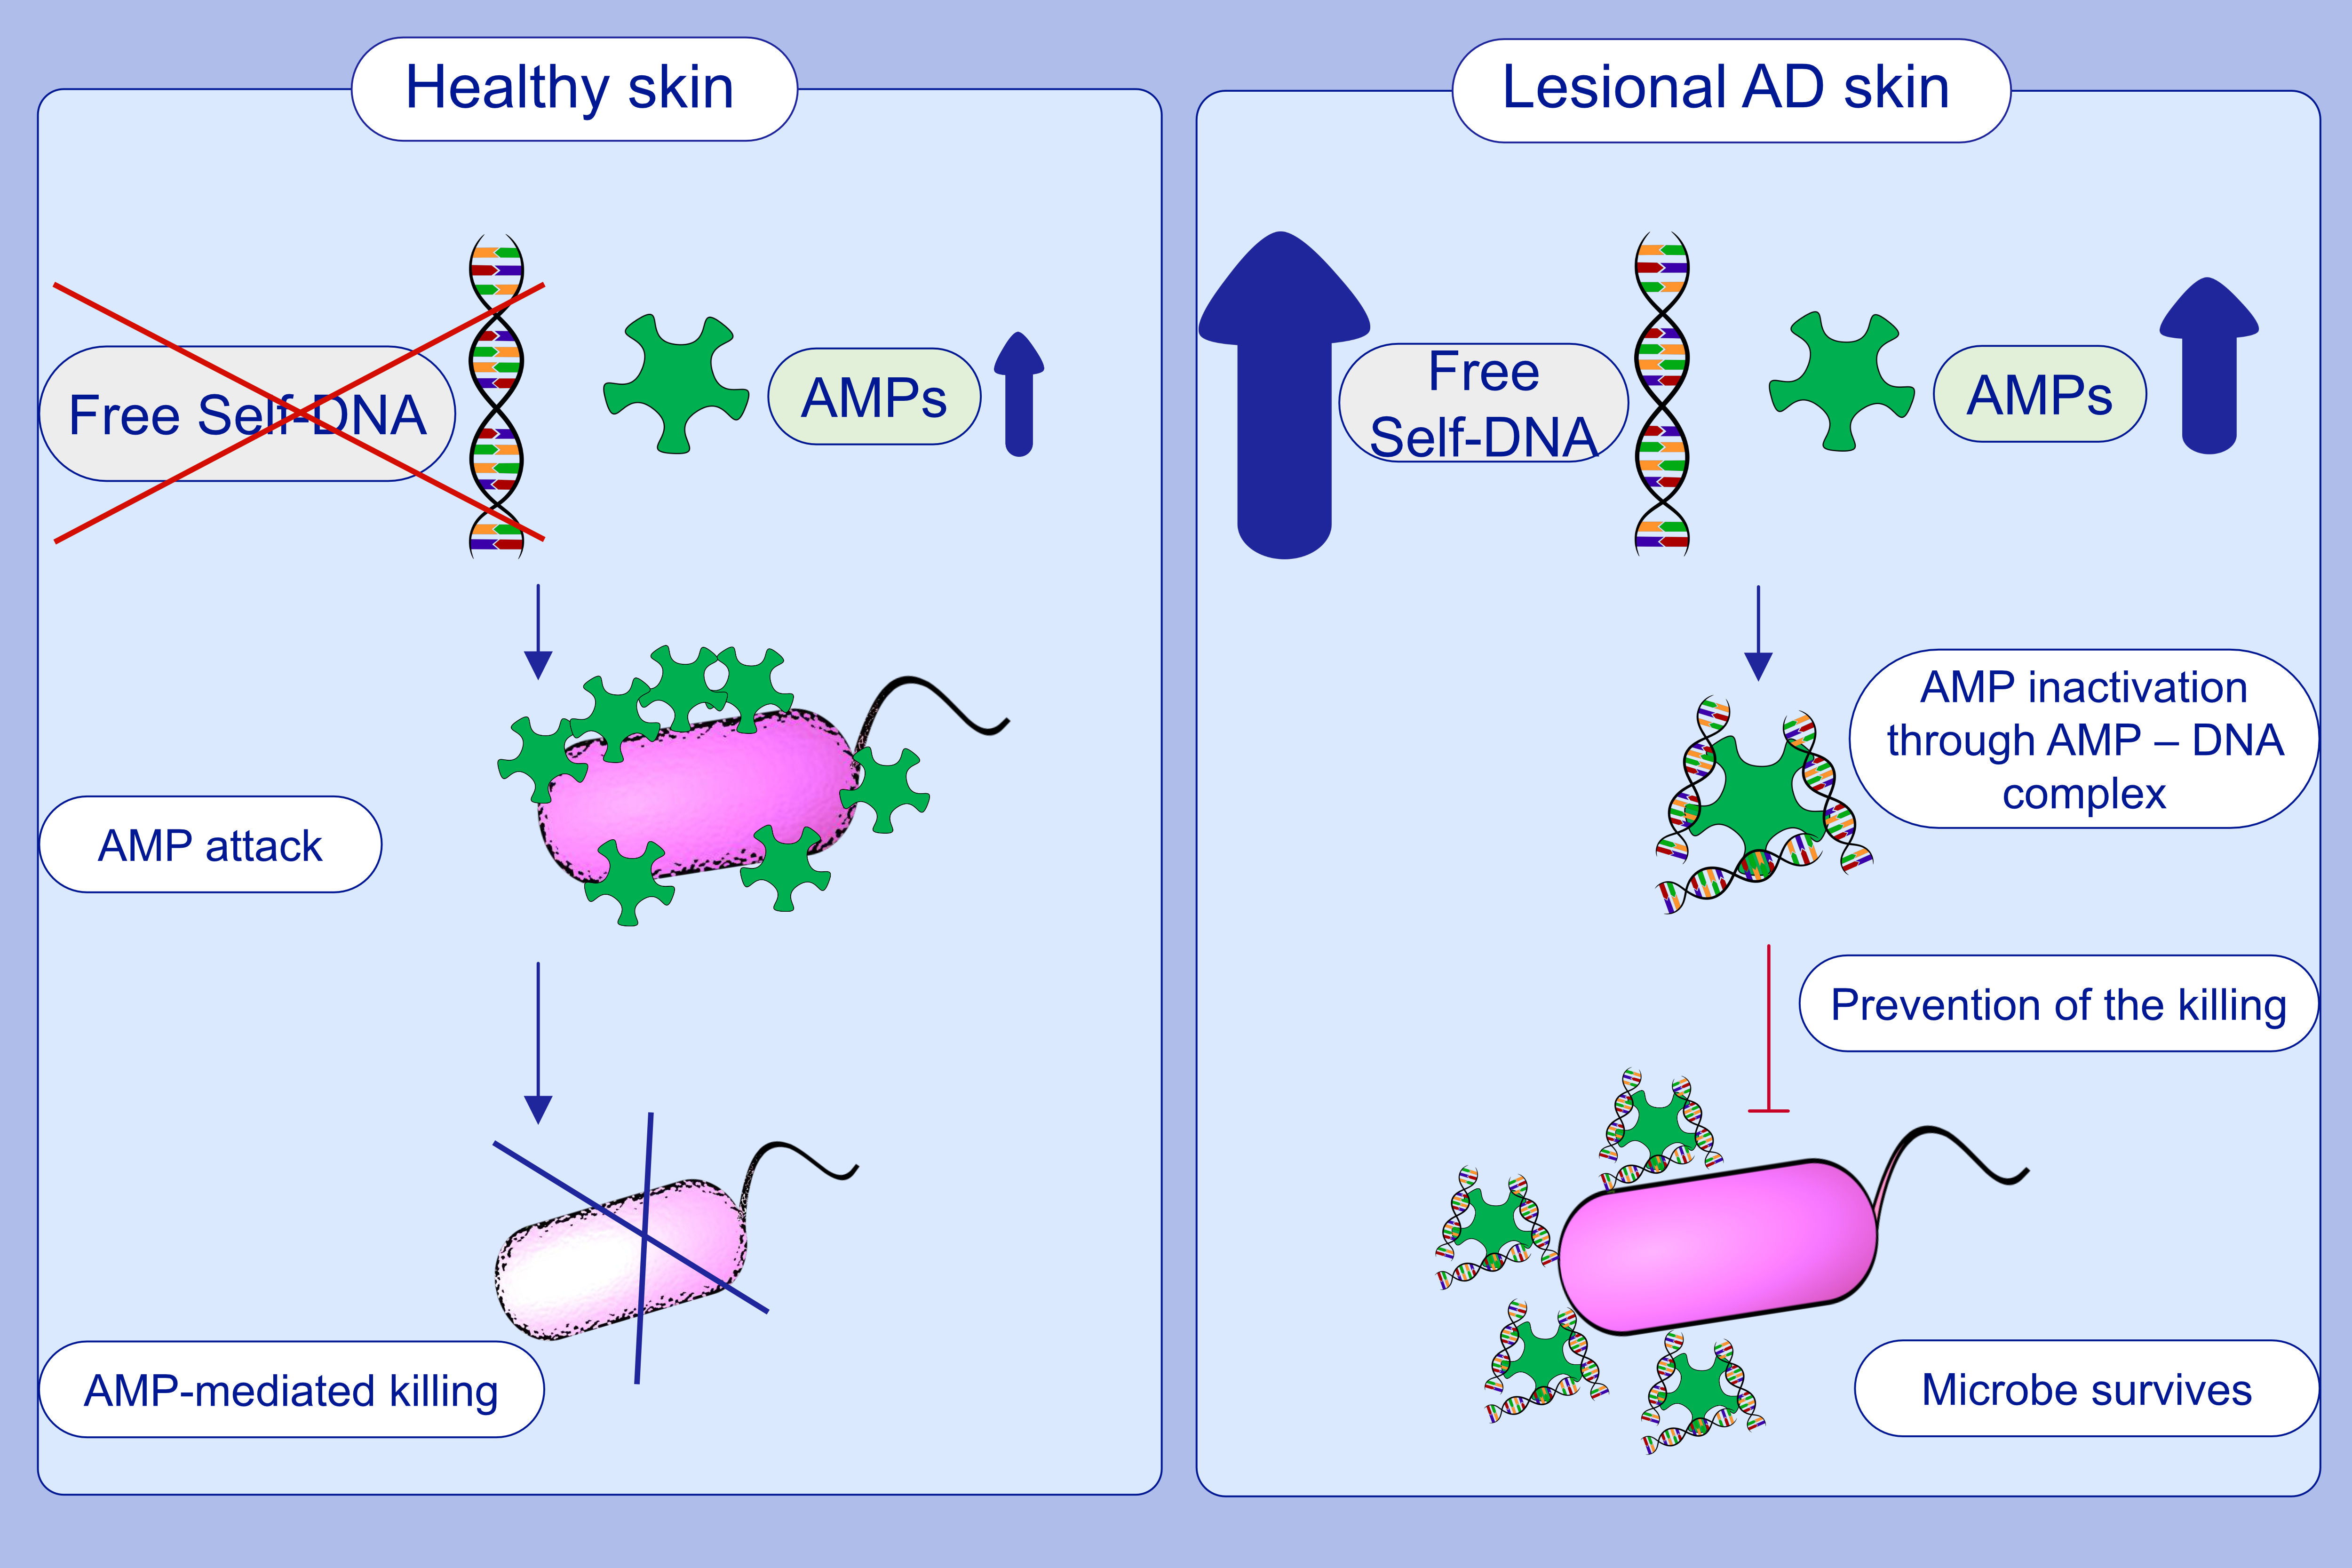 Healthy skin
Free Self-DNA
AMPs
AMP attack
AMP-mediated killing
Lesional AD skin
Free
Self-DNA
AMPs
AMP inactivation
through AMP – DNA
complex
Prevention of the killing
Microbe survives